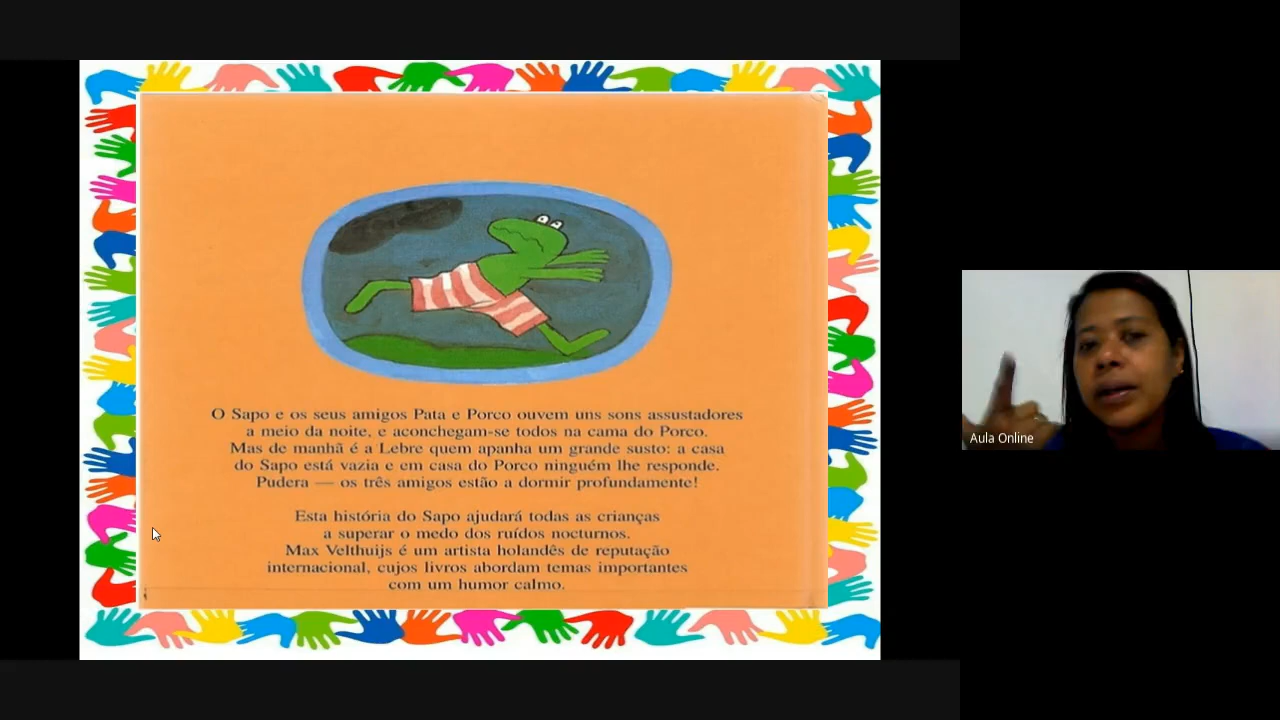 O Sapo e os seus amigos Pata e Porco ouvem uns sons assustadores
a meio da noite, e aconchegam-se todos na cama do Porco.
Mas de manhã é a Lebre quem apanha um grande susto: a casa
do Sapo está vazia e em casa do Porco ninguém lhe responde.
Pudera — os três amigos estão a dormir profundamente!
Esta história do Sapo ajudará todas as crianças
a superar o medo dos ruídos nocturnos.
Max Velthuijs é um artista holandês de reputação
internacional, cujos livros abordam temas importantes
com um humor calmo.
Aula Online